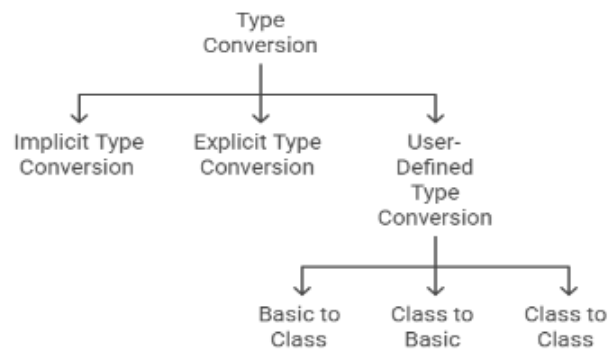 Type
Conversion
Implicit Type
Conversion
Explicit Type
Conversion
User-
Defined
Type
Conversion
Basic to
Class
Class to
Basic
Class to
Class